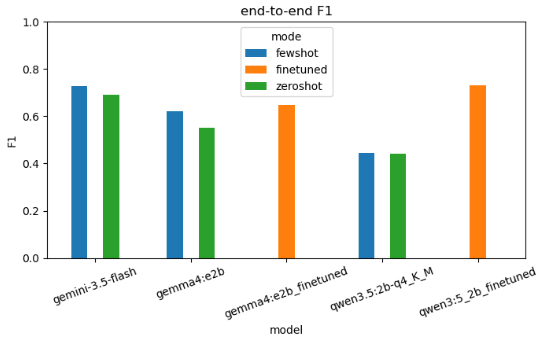 end-to-end F1
mode
fewshot
finetuned
zeroshot
F1
1.0
0.8
0.6
0.4
0.2
0.0
gemini-3.5-flash
gemma4:e2b
gemma4:e2b_finetuned
qwen3.5:2b-q4_K_M
qwen3:5_2b_finetuned
model